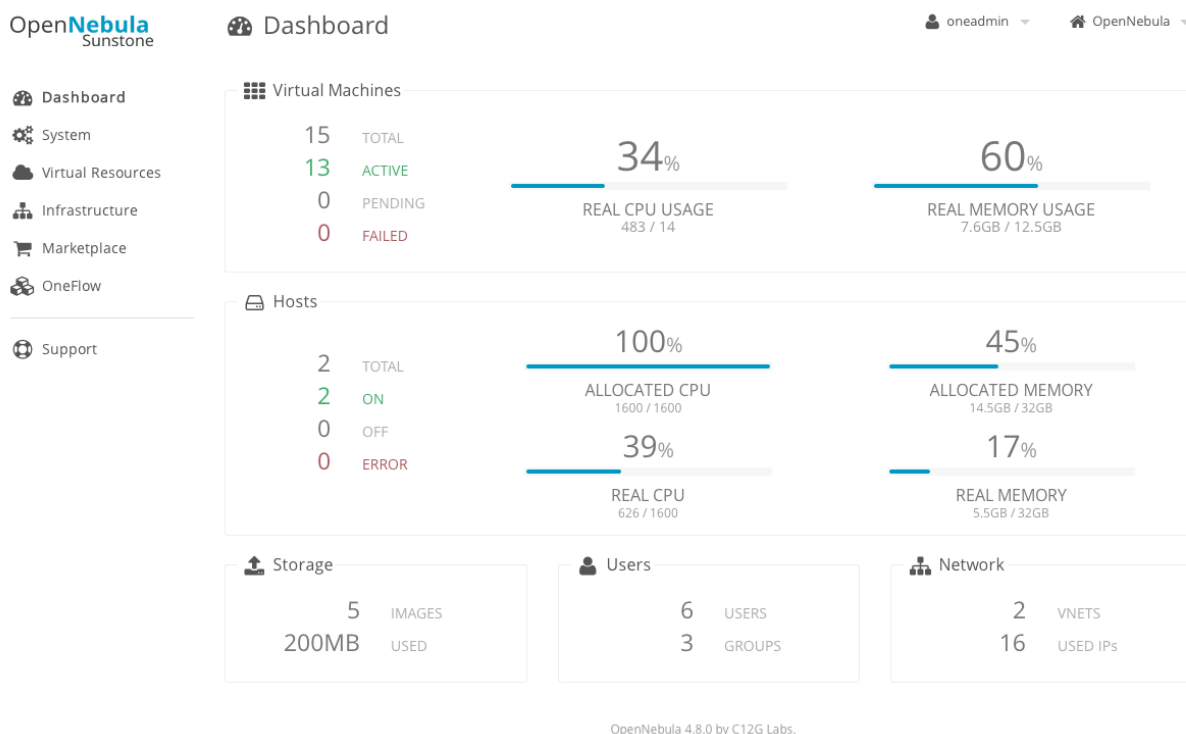 OpenNebula
Sunstone
Dashboard
oneadmin
OpenNebula
Dashboard
System
Virtual Resources
Infrastructure
Marketplace
OneFlow
Support
Virtual Machines
15 TOTAL
13 ACTIVE
0 PENDING
0 FAILED
34%
REAL CPU USAGE
483 / 14
60%
REAL MEMORY USAGE
7.6GB / 12.5GB
Hosts
2 TOTAL
2 ON
0 OFF
0 ERROR
100%
ALLOCATED CPU
1600 / 1600
45%
ALLOCATED MEMORY
14.5GB / 32GB
39%
REAL CPU
626 / 1600
17%
REAL MEMORY
5.5GB / 32GB
Storage
5 IMAGES
200MB USED
Users
6 USERS
3 GROUPS
Network
2 VNETS
16 USED IPs
OpenNebula 4.8.0 by C12G Labs.